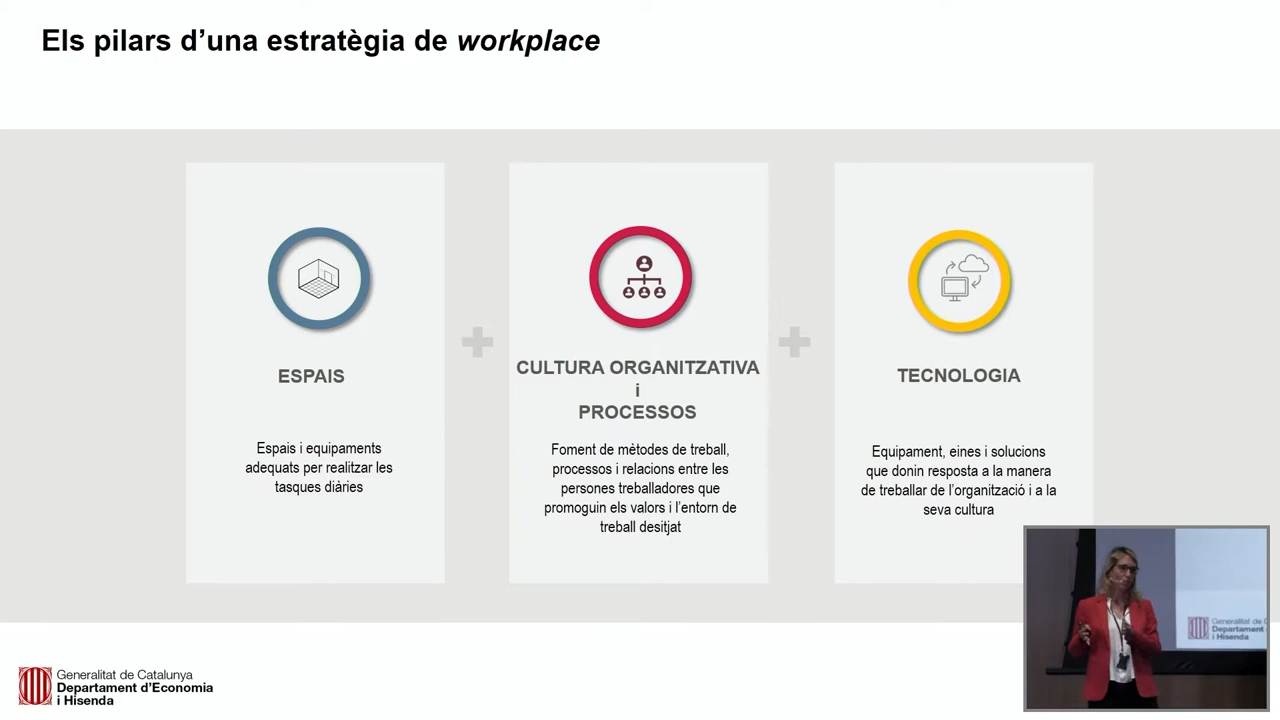 Els pilars d’una estratègia de workplace
ESPAIS
Espais i equipaments
adequats per realitzar les
tasques diàries
CULTURA ORGANITZATIVA
i
PROCESSOS
Foment de mètodes de treball,
processos i relacions entre les
persones treballadores que
promoguin els valors i l’entorn de
treball desitjat
TECNOLOGIA
Equipament, eines i solucions
que donin resposta a la manera
de treballar de l’organització i a la
seva cultura
Generalitat de Catalunya
Departament d’Economia
i Hisenda
Generalitat de
Departament
i Hisenda